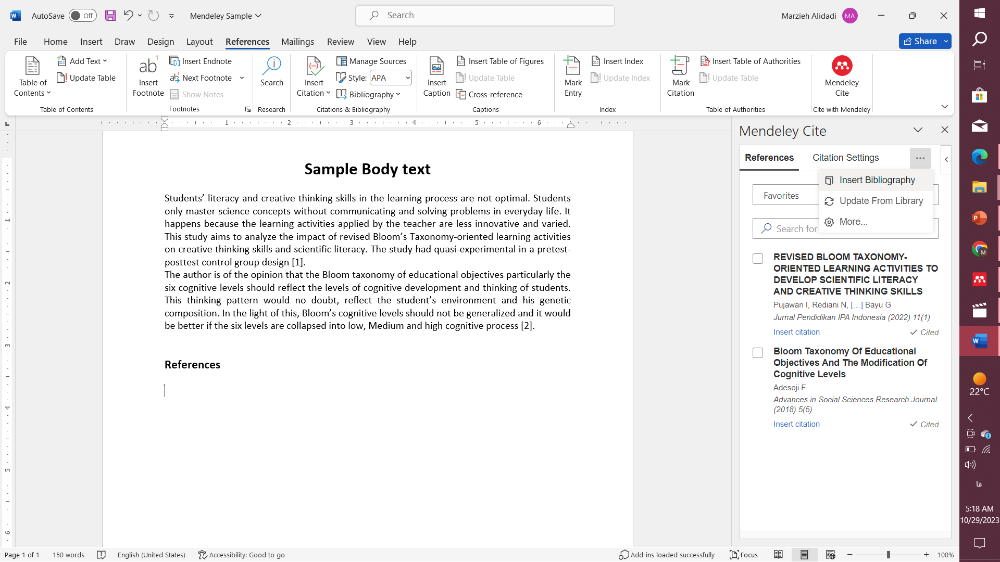 AutoSave Off Mendeley Sample Search Marzieh Alidadi MA
File Home Insert Draw Design Layout References Mailings Review View Help Share
Table of Contents
Add Text
Update Table
Table of Contents
ab 1
Insert Footnote
Insert Endnote
Next Footnote
Show Notes
Footnotes
Search
Research
Insert Citation
Manage Sources
Style: APA
Bibliography
Citations & Bibliography
Insert Caption
Insert Table of Figures
Update Table
Cross-reference
Captions
Mark Entry
Insert Index
Update Index
Index
Mark Citation
Insert Table of Authorities
Update Table
Table of Authorities
Mendeley Cite
Cite with Mendeley
1 2 3 4 5 6
1
2
3
4
5
6
Sample Body text
Students’ literacy and creative thinking skills in the learning process are not optimal. Students
only master science concepts without communicating and solving problems in everyday life. It
happens because the learning activities applied by the teacher are less innovative and varied.
This study aims to analyze the impact of revised Bloom’s Taxonomy-oriented learning activities
on creative thinking skills and scientific literacy. The study had quasi-experimental in a pretest-
posttest control group design [1].
The author is of the opinion that the Bloom taxonomy of educational objectives particularly the
six cognitive levels should reflect the levels of cognitive development and thinking of students.
This thinking pattern would no doubt, reflect the student’s environment and his genetic
composition. In the light of this, Bloom’s cognitive levels should not be generalized and it would
be better if the six levels are collapsed into low, Medium and high cognitive process [2].
References
Mendeley Cite
References Citation Settings
Insert Bibliography
Update From Library
More...
Favorites
Search for
REVISED BLOOM TAXONOMY-
ORIENTED LEARNING ACTIVITIES TO
DEVELOP SCIENTIFIC LITERACY
AND CREATIVE THINKING SKILLS
Pujawan I, Rediani N, [...] Bayu G
Jurnal Pendidikan IPA Indonesia (2022) 11(1)
Insert citation Cited
Bloom Taxonomy Of Educational
Objectives And The Modification Of
Cognitive Levels
Adesoji F
Advances in Social Sciences Research Journal
(2018) 5(5)
Insert citation Cited
22°C
فا
5:18 AM
10/29/2023
Page 1 of 1 150 words English (United States) Accessibility: Good to go Add-ins loaded successfully Focus 100%